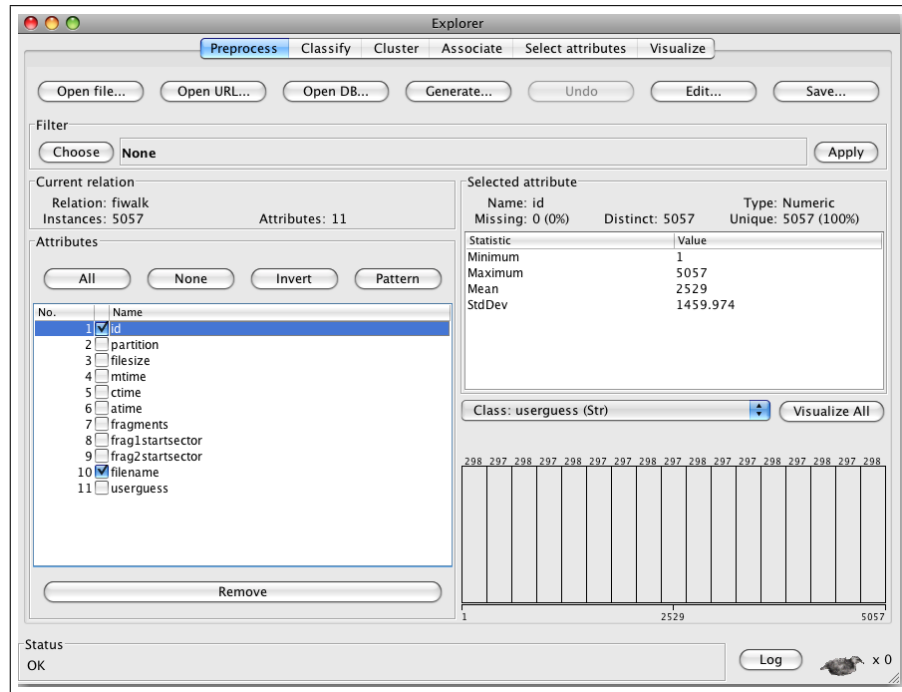 Explorer
Preprocess Classify Cluster Associate Select attributes Visualize
Open file... Open URL... Open DB... Generate... Undo Edit... Save...
Filter
Choose None Apply
Current relation
Relation: fiwalk
Instances: 5057 Attributes: 11
Attributes
All None Invert Pattern
No. Name
1 id
2 partition
3 filesize
4 mtime
5 ctime
6 atime
7 fragments
8 frag1startsector
9 frag2startsector
10 filename
11 userguess
Remove
Selected attribute
Name: id Type: Numeric
Missing: 0 (0%) Distinct: 5057 Unique: 5057 (100%)
Statistic Value
Minimum 1
Maximum 5057
Mean 2529
StdDev 1459.974
Class: userguess (Str) Visualize All
298 297 298 297 298 297 297 298 297 297 298 297 298 297 298 297 298
1 2529 5057
Status
OK
Log x 0